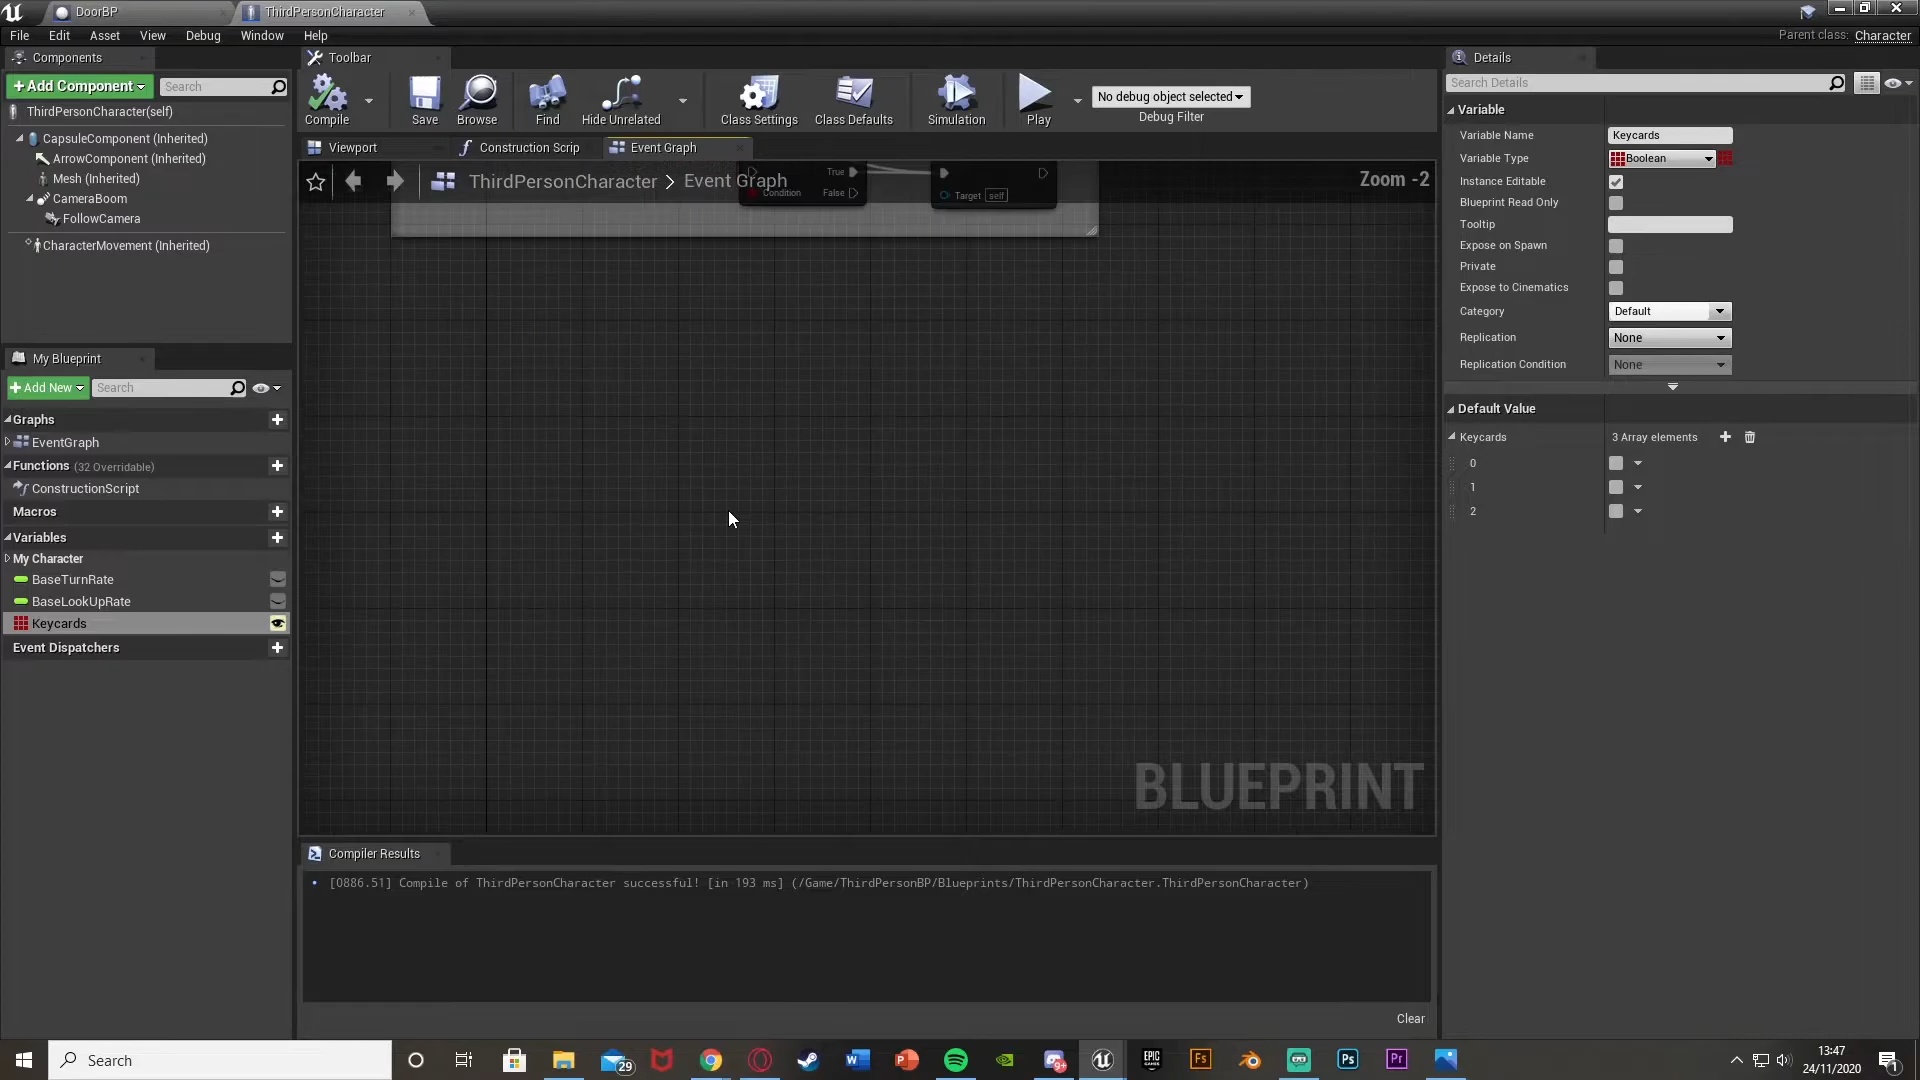 DoorBP
ThirdPersonCharacter
File Edit Asset View Debug Window Help
Parent class: Character
Components
+Add Component
Search
ThirdPersonCharacter(self)
CapsuleComponent (Inherited)
ArrowComponent (Inherited)
Mesh (Inherited)
CameraBoom
FollowCamera
CharacterMovement (Inherited)
My Blueprint
+Add New
Search
Graphs
EventGraph
Functions (32 Overridable)
ConstructionScript
Macros
Variables
My Character
BaseTurnRate
BaseLookUpRate
Keycards
Event Dispatchers
Toolbar
Compile
Save
Browse
Find
Hide Unrelated
Class Settings
Class Defaults
Simulation
Play
No debug object selected
Debug Filter
Viewport
Construction Scrip
Event Graph
ThirdPersonCharacter > Event Graph
Zoom -2
True
Condition
False
Target self
BLUEPRINT
Compiler Results
[0886.51] Compile of ThirdPersonCharacter successful! [in 193 ms] (/Game/ThirdPersonBP/Blueprints/ThirdPersonCharacter.ThirdPersonCharacter)
Clear
Details
Search Details
Variable
Variable Name Keycards
Variable Type Boolean
Instance Editable
Blueprint Read Only
Tooltip
Expose on Spawn
Private
Expose to Cinematics
Category Default
Replication None
Replication Condition None
Default Value
Keycards 3 Array elements
0
1
2
Search
29
W
P
9+
EPIC GAMES
Fs
Ps
Pr
13:47
24/11/2020
1